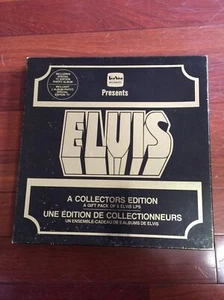 Presents
ELVIS
A COLLECTORS EDITION
A GIFT PACK OF 5 ELVIS LPS
UNE ÉDITION DE COLLECTIONNEURS
UN ENSEMBLE-CADEAU DE 5 ALBUMS DE ELVIS